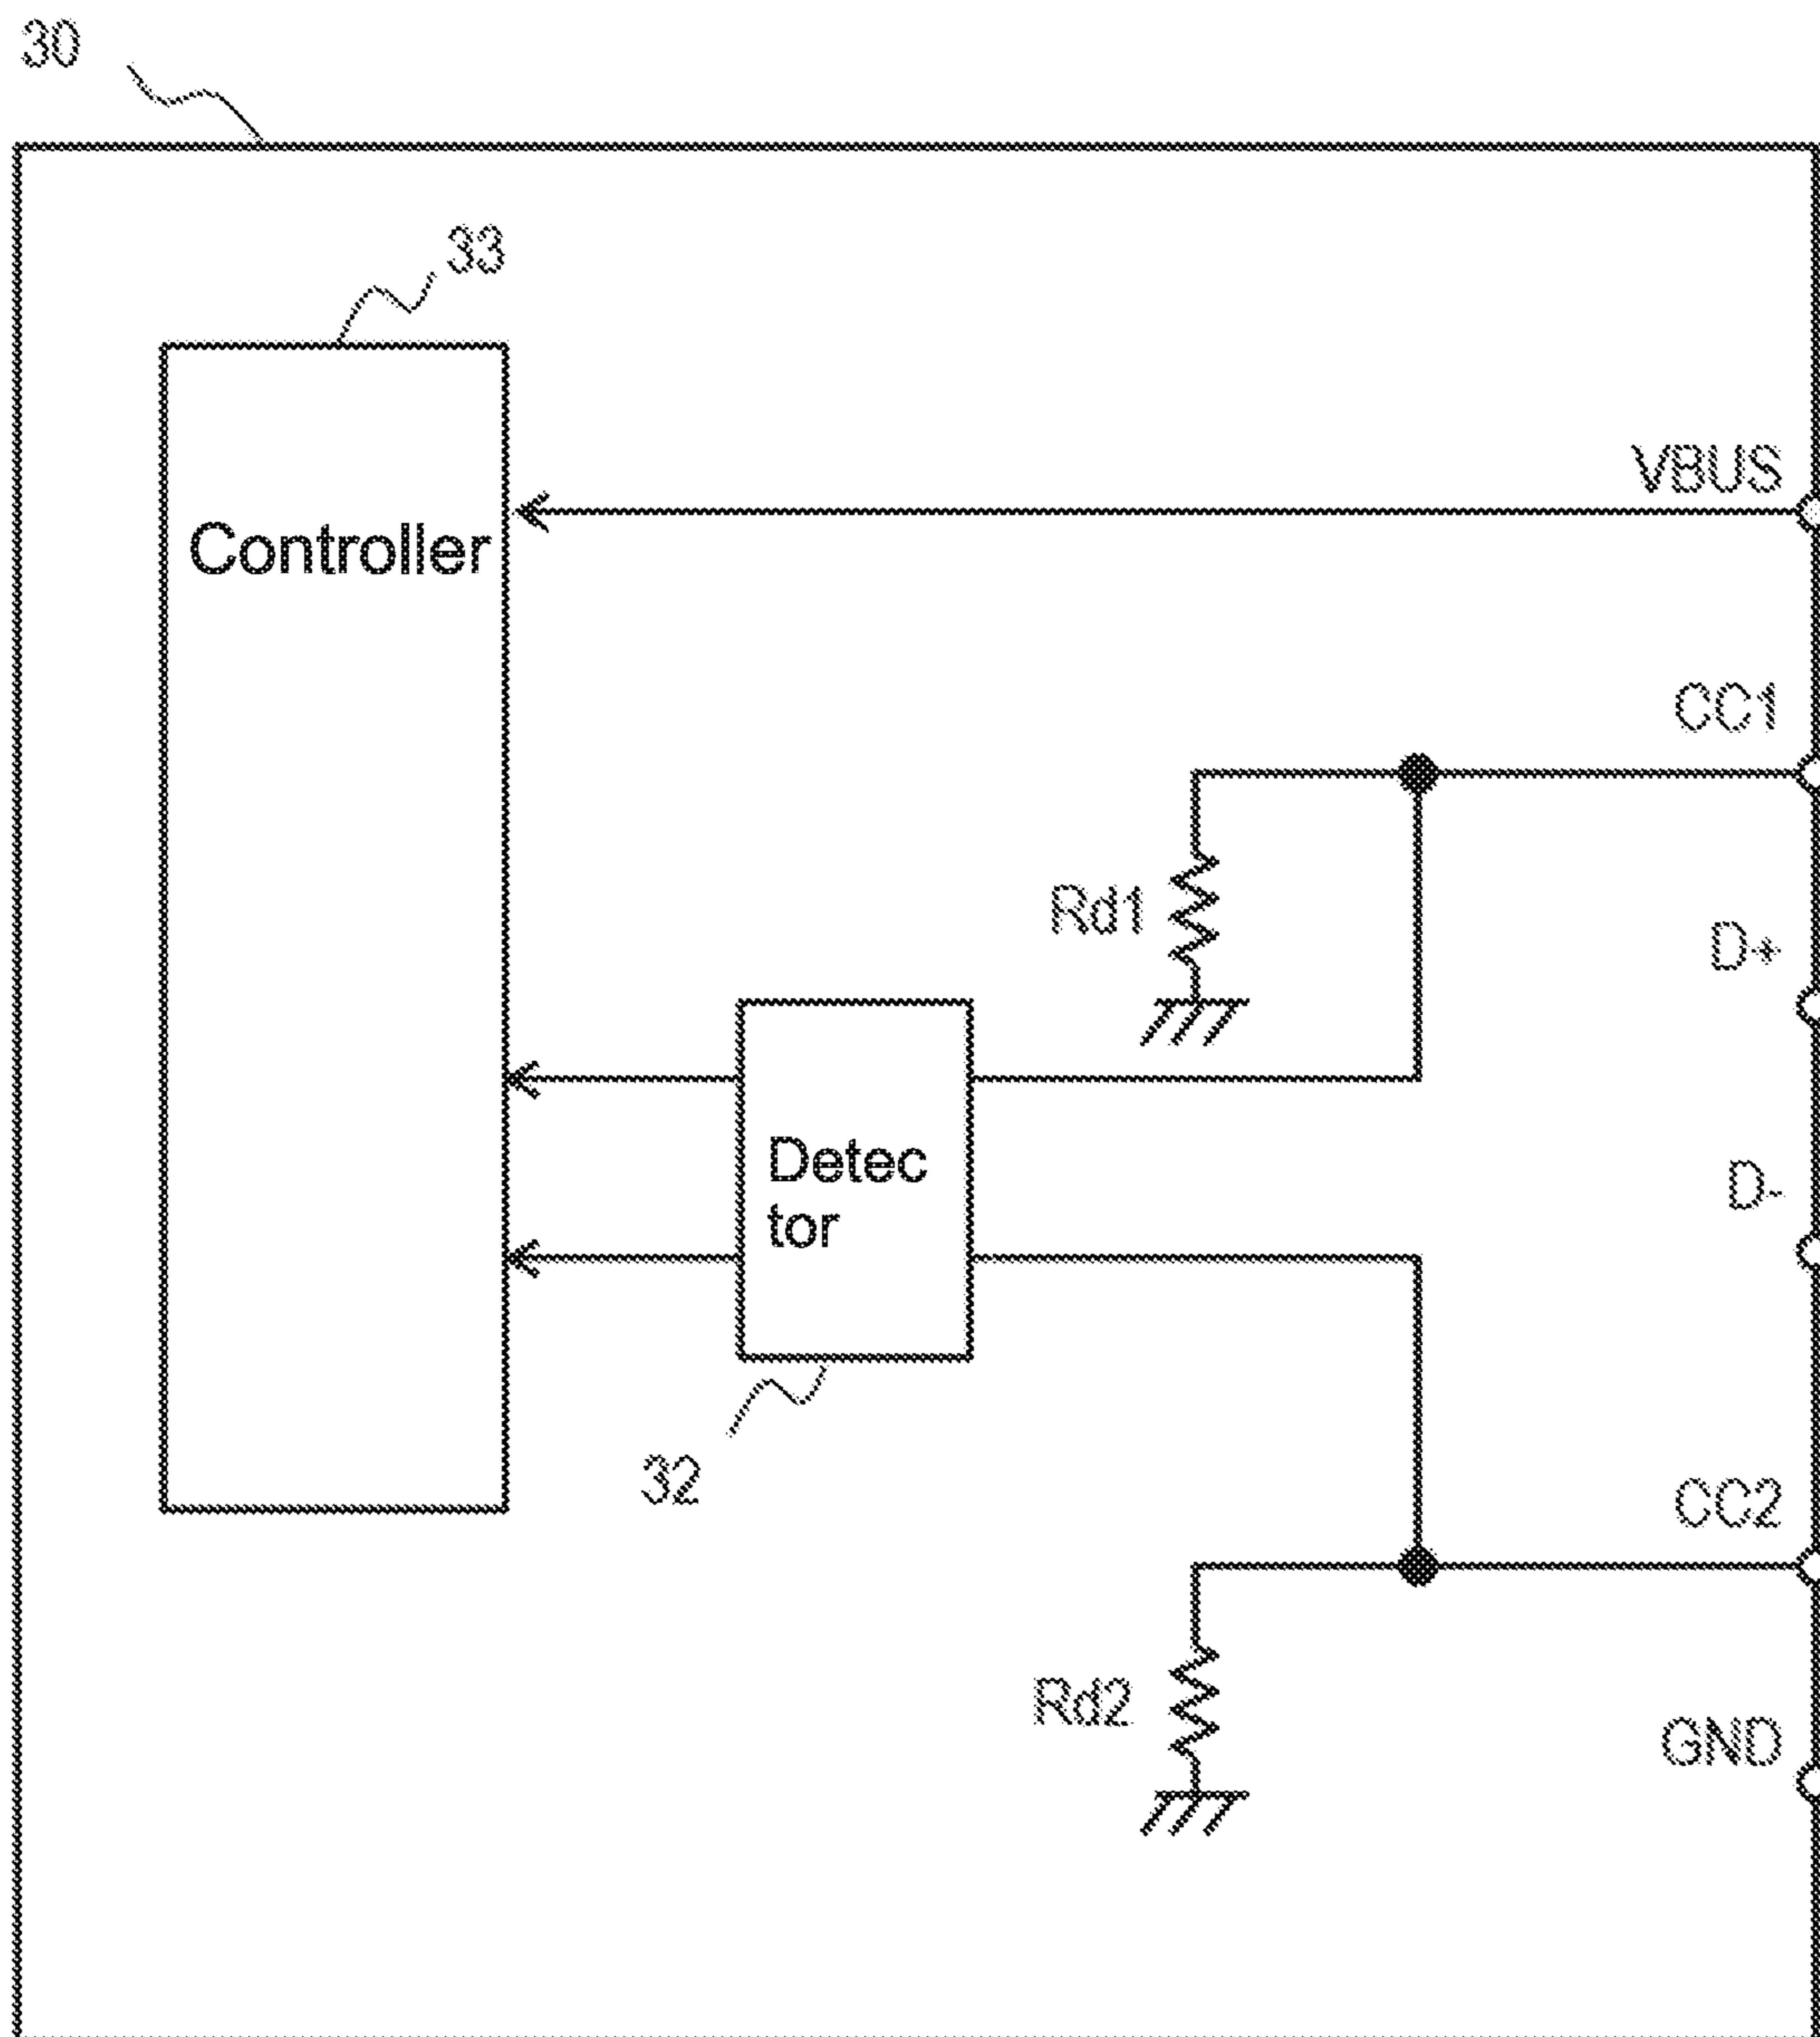 30
33
VBUS
Controller
CC1
Rd1
D+
Detec
tor
D-
32
CC2
Rd2
GND